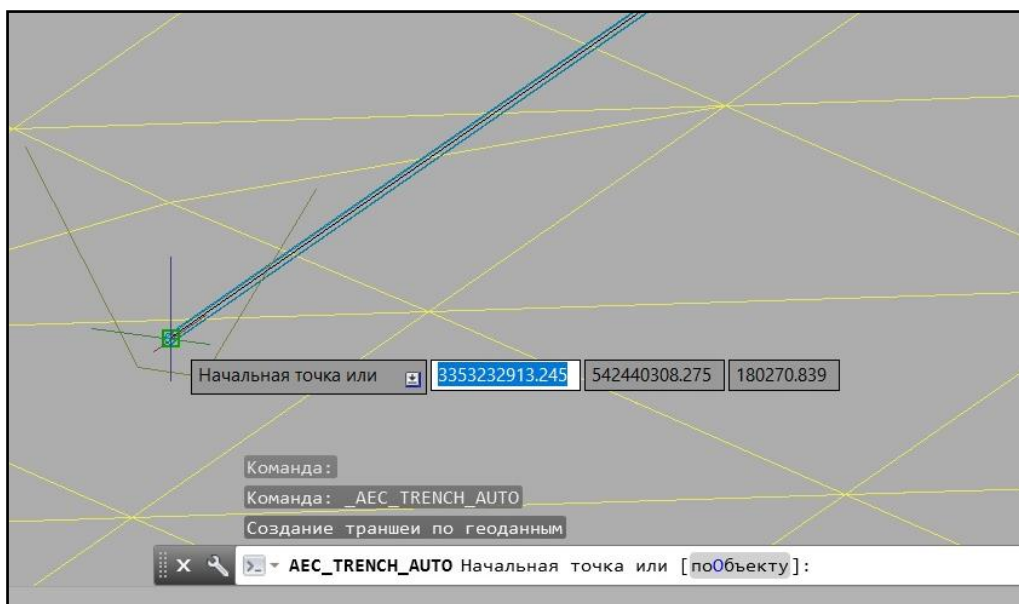 Начальная точка или 3353232913.245 542440308.275 180270.839
Команда:
Команда: _AEC_TRENCH_AUTO
Создание траншеи по геоданным
AEC_TRENCH_AUTO Начальная точка или [поОбъекту]: